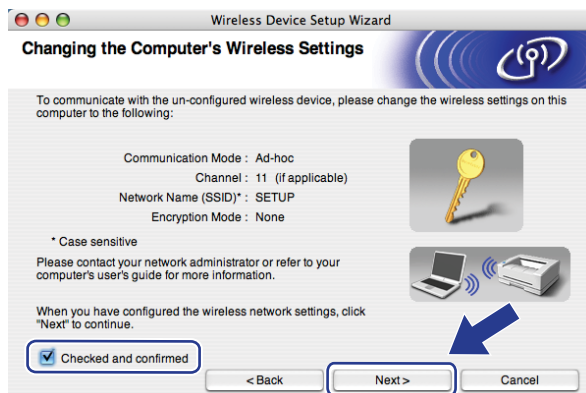 Wireless Device Setup Wizard
Changing the Computer's Wireless Settings
To communicate with the un-configured wireless device, please change the wireless settings on this
computer to the following:
Communication Mode : Ad-hoc
Channel : 11 (if applicable)
Network Name (SSID)* : SETUP
Encryption Mode : None
* Case sensitive
Please contact your network administrator or refer to your
computer's user's guide for more information.
When you have configured the wireless network settings, click
"Next" to continue.
Checked and confirmed
< Back
Next >
Cancel